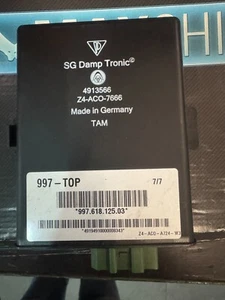 SG Damp Tronic©
4913566
Z4-ACO-7666
Made in Germany
TAM
997-TOP 7/7
*997.618.125.03*